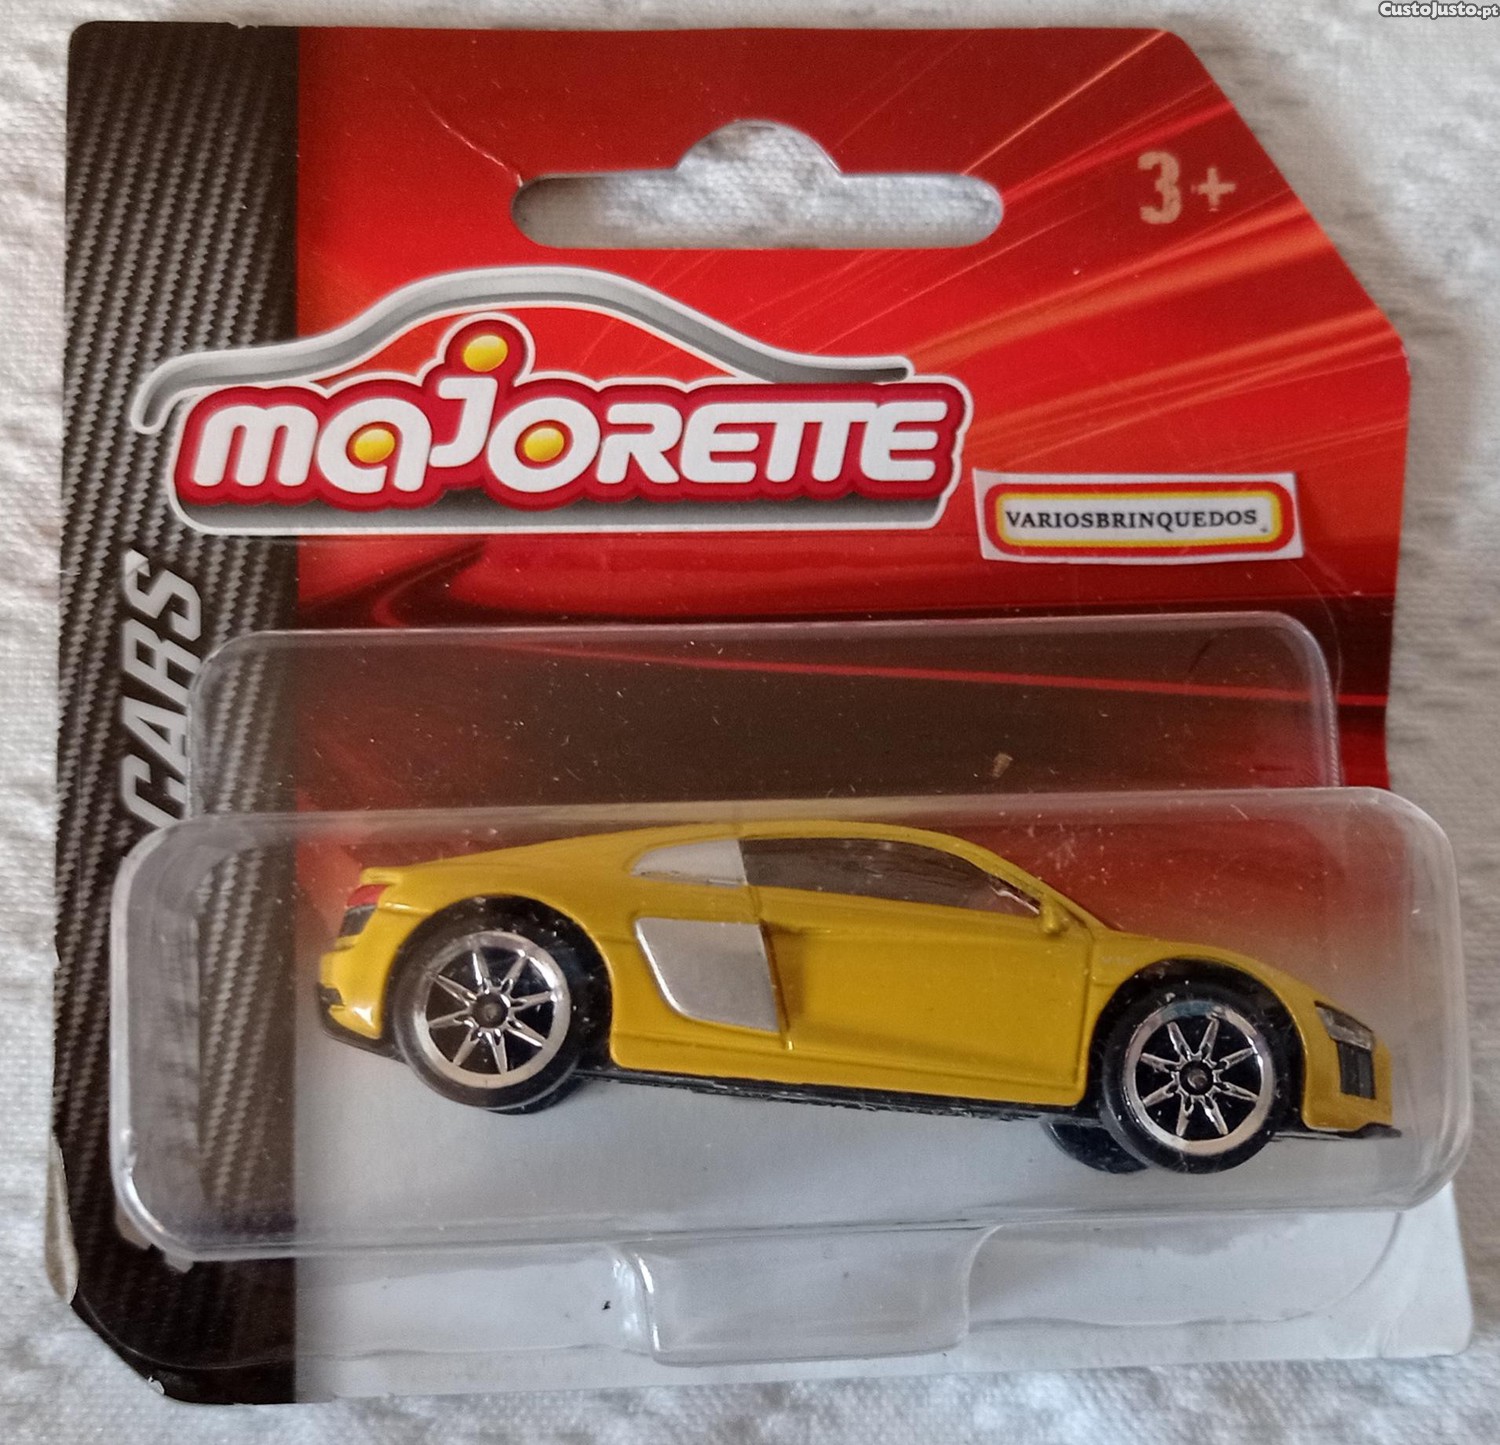 CustoJusto.pt
3+
majORETTE
VARIOSBRINQUEDOS.
CARS